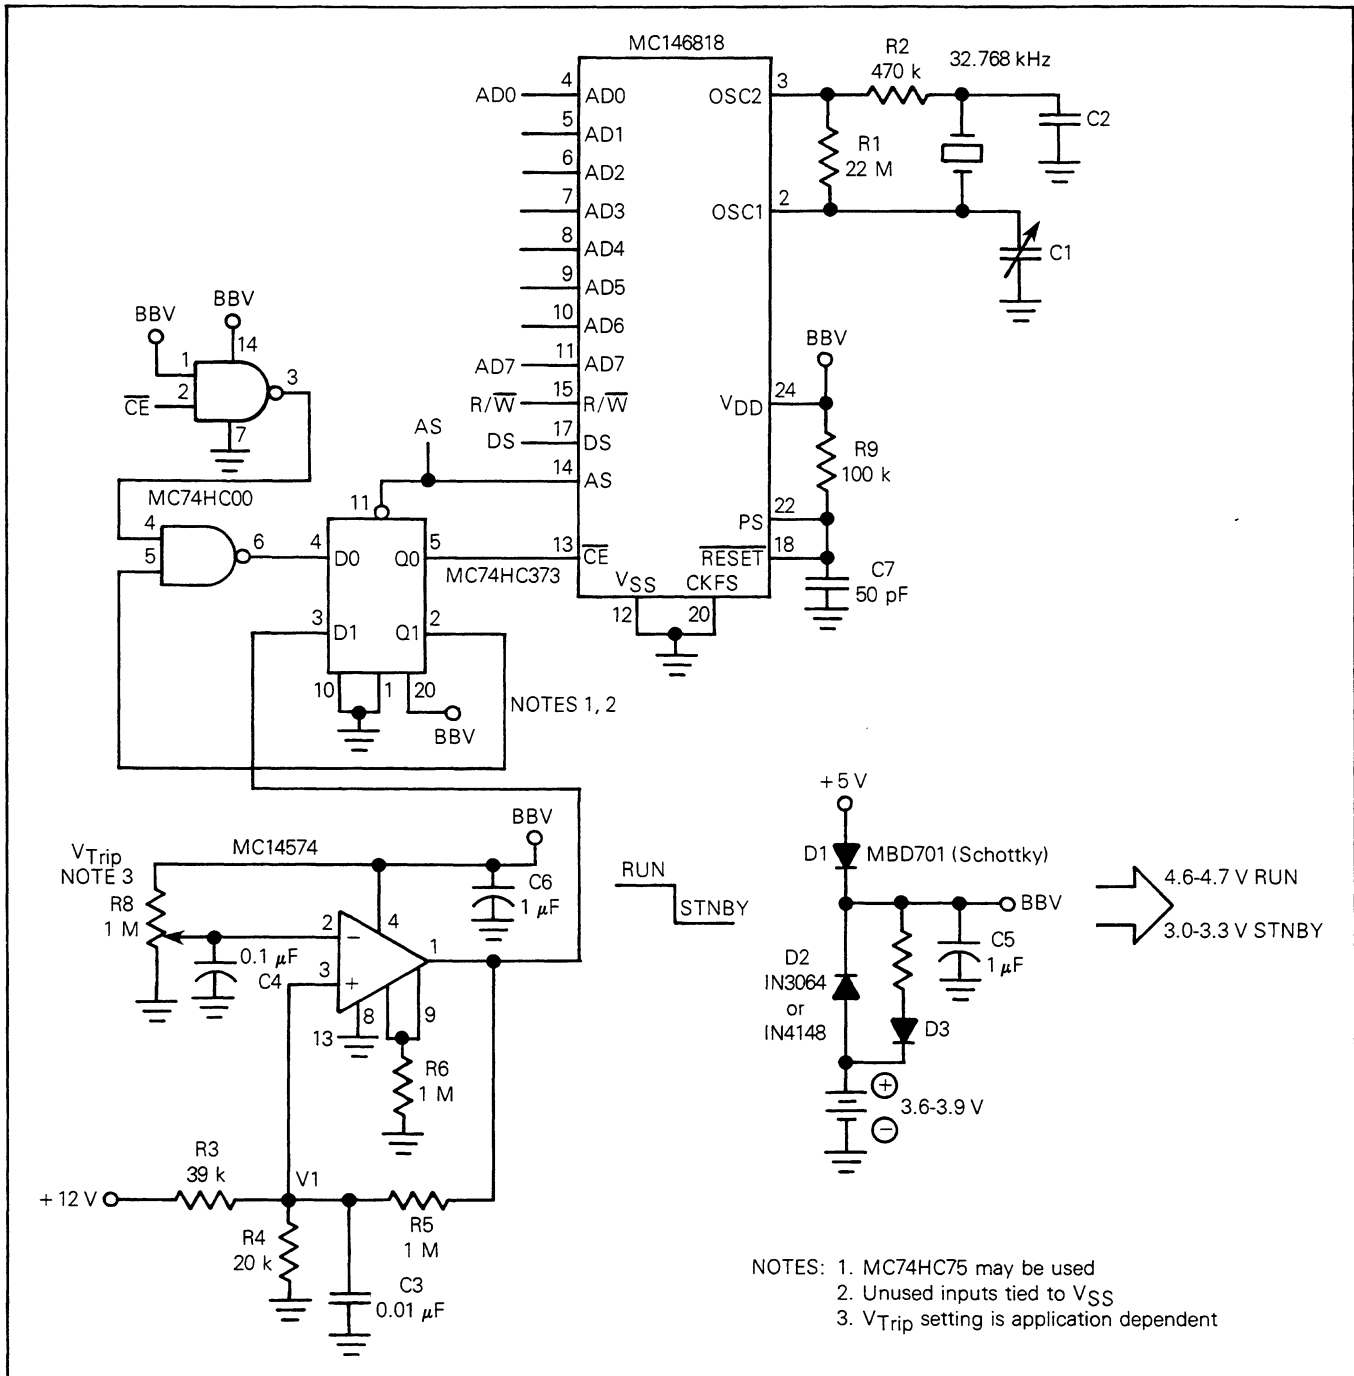 MC146818
4
AD0
AD0
5
AD1
6
AD2
7
AD3
8
AD4
9
AD5
10
AD6
11
AD7
AD7
15
R/W̅
R/W̅
17
DS
DS
14
AS
AS
13
C̅E̅
3
OSC2
2
OSC1
24
VDD
22
PS
18
R̅E̅S̅E̅T̅
VSS
CKFS
12
20
R2
470 k
32.768 kHz
C2
R1
22 M
C1
BBV
R9
100 k
C7
50 pF
BBV
BBV
14
1
2
C̅E̅
3
7
MC74HC00
4
5
6
11
4
D0
Q0
5
MC74HC373
3
D1
Q1
2
10
1
20
BBV
NOTES 1, 2
MC14574
BBV
VTrip
NOTE 3
R8
1 M
0.1 µF
C4
2
−
4
1
3
+
8
9
13
C6
1 µF
R6
1 M
+12 V
R3
39 k
V1
R4
20 k
R5
1 M
C3
0.01 µF
RUN
STNBY
+5 V
D1
MBD701 (Schottky)
BBV
D2
IN3064
or
IN4148
C5
1 µF
D3
+
3.6-3.9 V
−
4.6-4.7 V RUN
3.0-3.3 V STNBY
NOTES: 1. MC74HC75 may be used
2. Unused inputs tied to VSS
3. VTrip setting is application dependent